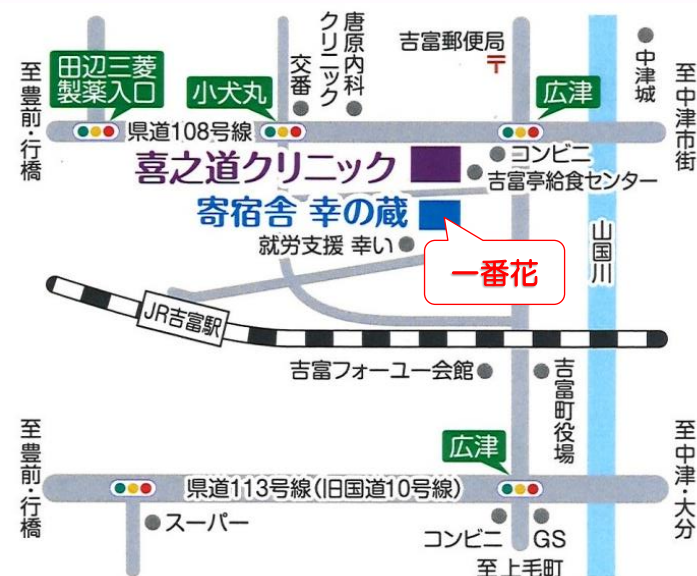 唐原内科
クリニック
交番
吉富郵便局
〒
中津城
至豊前・行橋
田辺三菱
製薬入口
小犬丸
広津
至中津市街
県道108号線
喜之道クリニック
コンビニ
吉富亭給食センター
寄宿舎 幸の蔵
就労支援 幸い
一番花
山国川
JR吉富駅
吉富フォーユー会館
吉富町役場
至豊前・行橋
広津
至中津・大分
県道113号線(旧国道10号線)
スーパー
コンビニ
GS
至上毛町